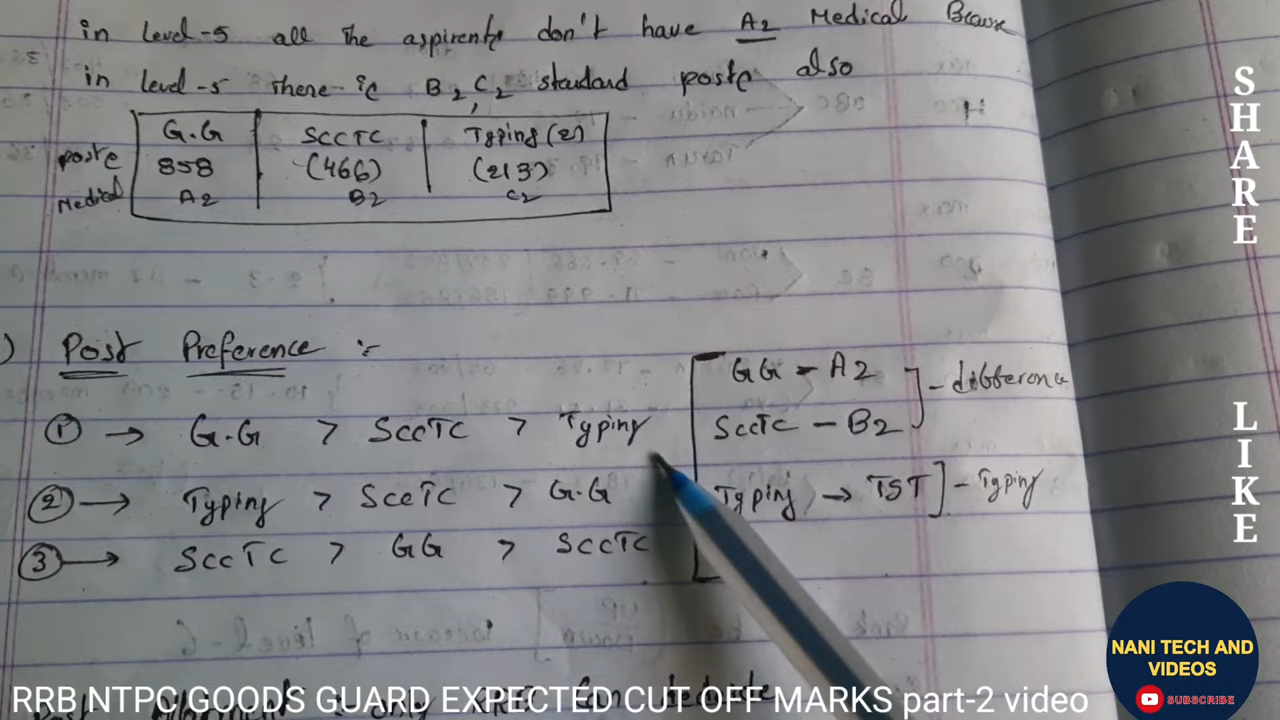 in level-5 all the aspirants don't have A2 Medical Because
in level-5 there is B2, C2 standard posts also
G.G SCCTC Typing (2)
posts 858 (466) (213)
Medical A2 B2 C2
) Post Preference :-
① → G.G > SCCTC > Typing
② → Typing > SCCTC > G.G
③ → SCCTC > GG > SCCTC
GG - A2
SCCTC - B2
- difference
Typing → TST - Typing
only
SHARE
LIKE
NANI TECH AND
VIDEOS
SUBSCRIBE
RRB NTPC GOODS GUARD EXPECTED CUT OFF MARKS part-2 video